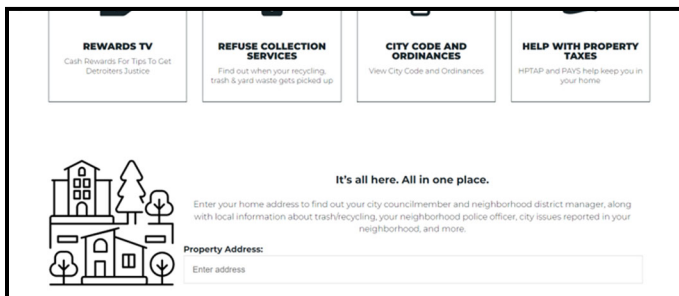 REWARDS TV
Cash Rewards For Tips To Get
Detroiters Justice
REFUSE COLLECTION
SERVICES
Find out when your recycling,
trash & yard waste gets picked up
CITY CODE AND
ORDINANCES
View City Code and Ordinances
HELP WITH PROPERTY
TAXES
HPTAP and PAYS help keep you in
your home
It's all here. All in one place.
Enter your home address to find out your city councilmember and neighborhood district manager, along
with local information about trash/recycling, your neighborhood police officer, city issues reported in your
neighborhood, and more.
Property Address:
Enter address